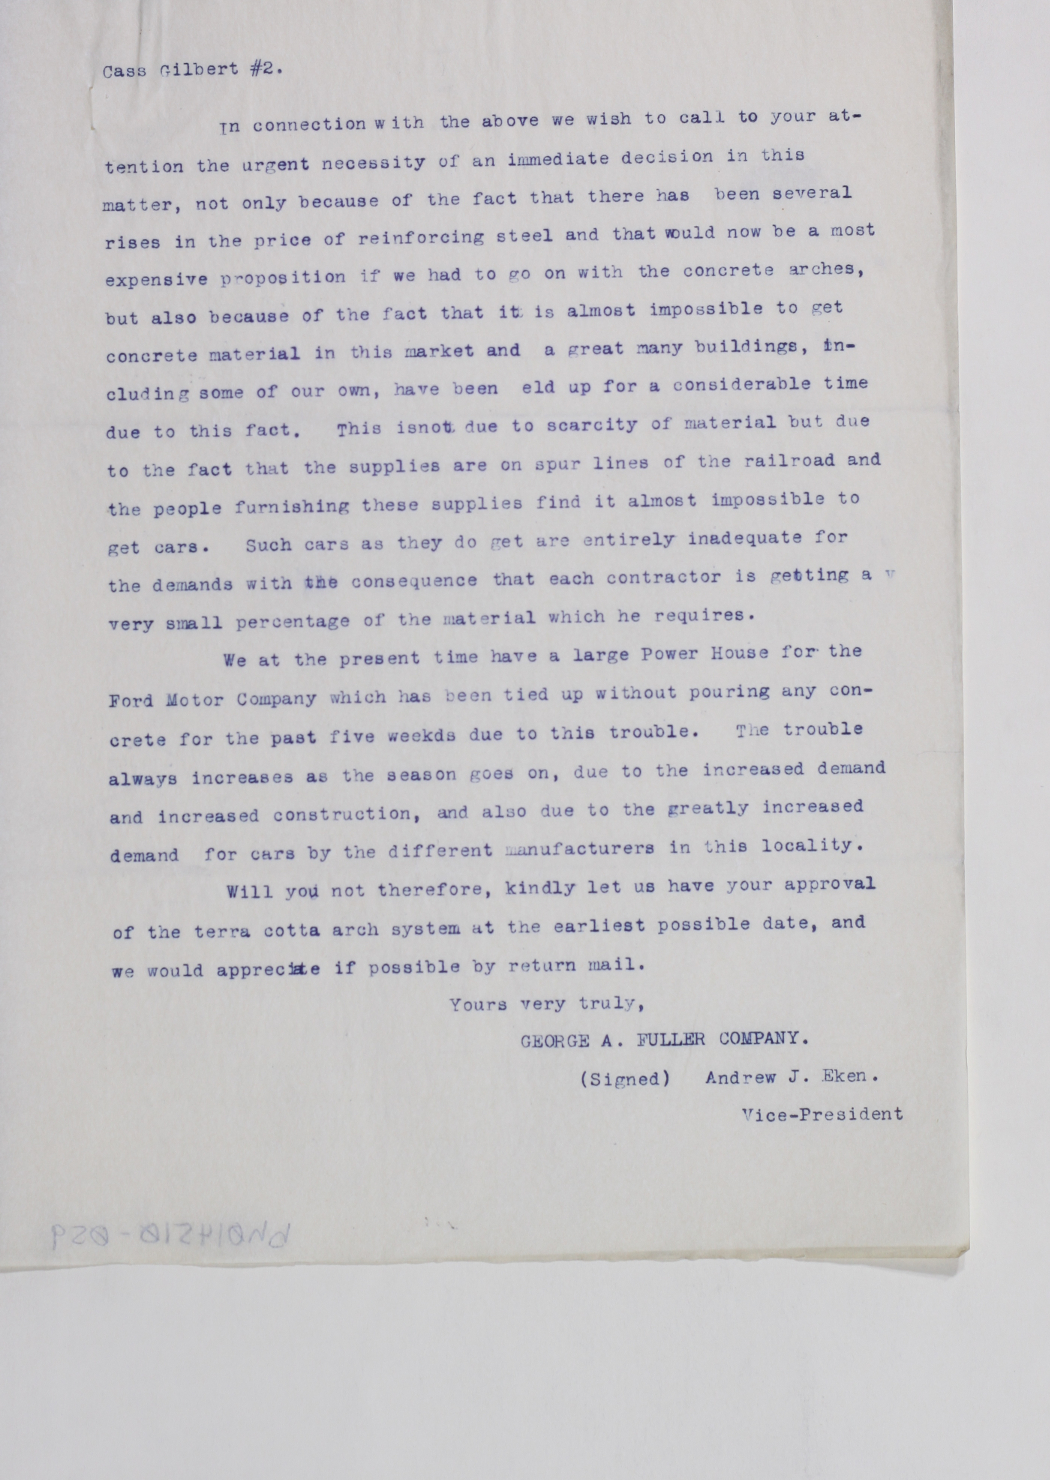 Cass Gilbert #2.
In connection with the above we wish to call to your at-
tention the urgent necessity of an immediate decision in this
matter, not only because of the fact that there has been several
rises in the price of reinforcing steel and that would now be a most
expensive proposition if we had to go on with the concrete arches,
but also because of the fact that it is almost impossible to get
concrete material in this market and a great many buildings, in-
cluding some of our own, have been eld up for a considerable time
due to this fact. This isnot due to scarcity of material but due
to the fact that the supplies are on spur lines of the railroad and
the people furnishing these supplies find it almost impossible to
get cars. Such cars as they do get are entirely inadequate for
the demands with the consequence that each contractor is getting a v
very small percentage of the material which he requires.
We at the present time have a large Power House for the
Ford Motor Company which has been tied up without pouring any con-
crete for the past five weekds due to this trouble. The trouble
always increases as the season goes on, due to the increased demand
and increased construction, and also due to the greatly increased
demand for cars by the different manufacturers in this locality.
Will you not therefore, kindly let us have your approval
of the terra cotta arch system at the earliest possible date, and
we would appreciate if possible by return mail.
Yours very truly,
GEORGE A. FULLER COMPANY.
(Signed) Andrew J. Eken.
Vice-President